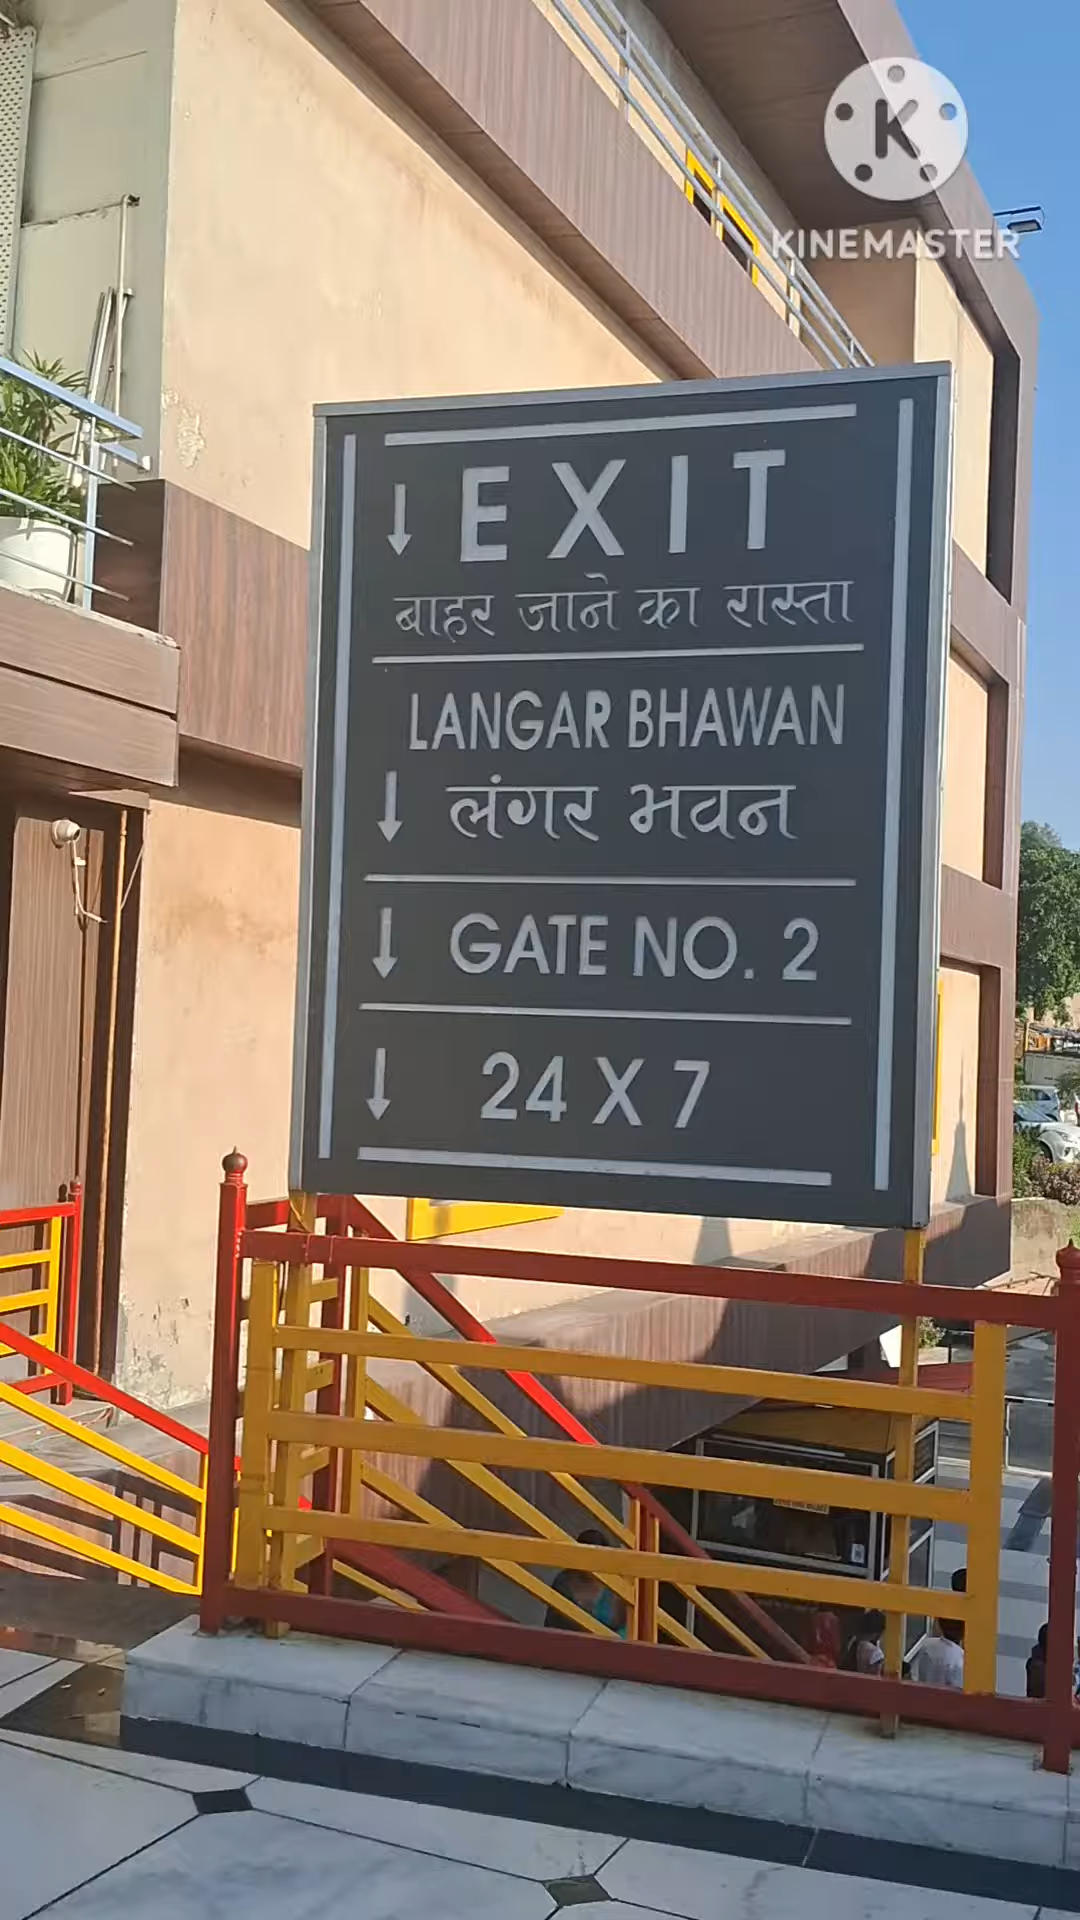 K
KINEMASTER
↓ EXIT
बाहर जाने का रास्ता
LANGAR BHAWAN
↓ लंगर भवन
↓ GATE NO. 2
↓ 24 X 7